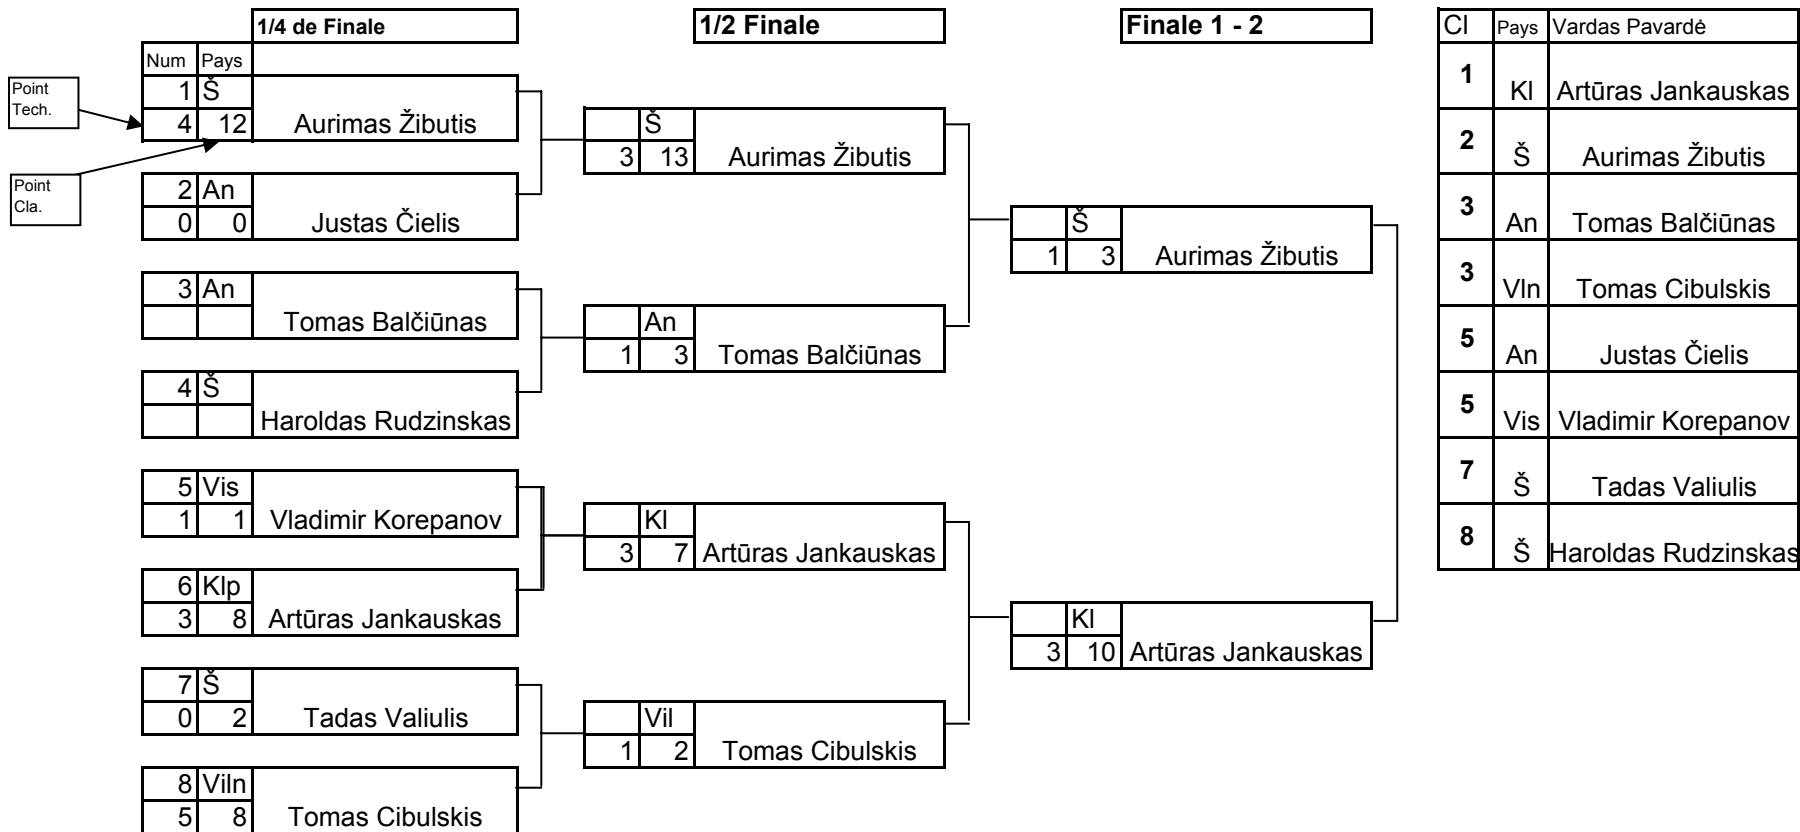 1/4 de Finale
1/2 Finale
Finale 1 - 2
Cl Pays Vardas Pavardė
Num Pays
Point
Tech.
Point
Cla.
1 Š
4 12 Aurimas Žibutis
2 An
0 0 Justas Čielis
3 An
Tomas Balčiūnas
4 Š
Haroldas Rudzinskas
5 Vis
1 1 Vladimir Korepanov
6 Klp
3 8 Artūras Jankauskas
7 Š
0 2 Tadas Valiulis
8 Viln
5 8 Tomas Cibulskis
Š
3 13 Aurimas Žibutis
An
1 3 Tomas Balčiūnas
Kl
3 7 Artūras Jankauskas
Vil
1 2 Tomas Cibulskis
Š
1 3 Aurimas Žibutis
Kl
3 10 Artūras Jankauskas
1 Kl Artūras Jankauskas
2 Š Aurimas Žibutis
3 An Tomas Balčiūnas
3 Vln Tomas Cibulskis
5 An Justas Čielis
5 Vis Vladimir Korepanov
7 Š Tadas Valiulis
8 Š Haroldas Rudzinskas